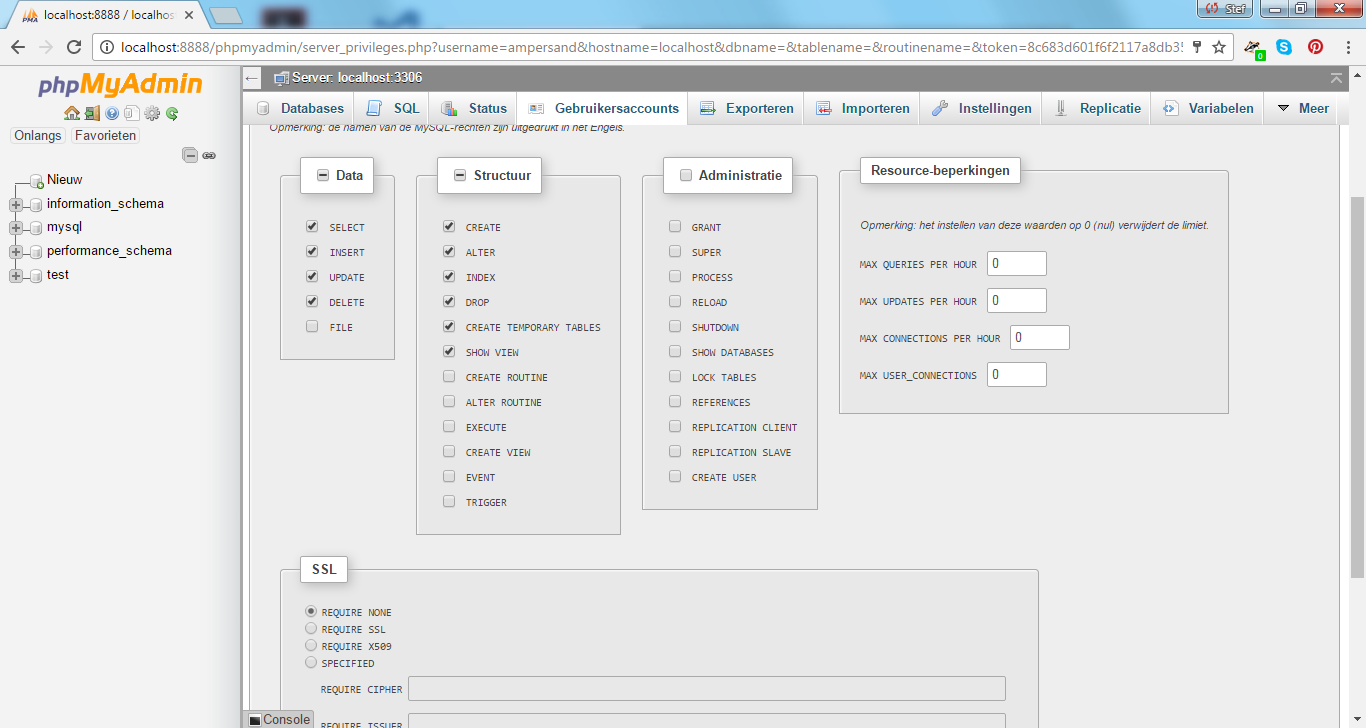 localhost:8888 / localhos
Stef
localhost:8888/phpmyadmin/server_privileges.php?username=ampersand&hostname=localhost&dbname=&tablename=&routinename=&token=8c683d601f6f2117a8db35
0
phpMyAdmin
Onlangs Favorieten
Nieuw
information_schema
mysql
performance_schema
test
Server: localhost:3306
Databases SQL Status Gebruikersaccounts Exporteren Importeren Instellingen Replicatie Variabelen Meer
Opmerking: de namen van de MySQL-rechten zijn uitgedrukt in het Engels.
Data
SELECT
INSERT
UPDATE
DELETE
FILE
Structuur
CREATE
ALTER
INDEX
DROP
CREATE TEMPORARY TABLES
SHOW VIEW
CREATE ROUTINE
ALTER ROUTINE
EXECUTE
CREATE VIEW
EVENT
TRIGGER
Administratie
GRANT
SUPER
PROCESS
RELOAD
SHUTDOWN
SHOW DATABASES
LOCK TABLES
REFERENCES
REPLICATION CLIENT
REPLICATION SLAVE
CREATE USER
Resource-beperkingen
Opmerking: het instellen van deze waarden op 0 (nul) verwijdert de limiet.
MAX QUERIES PER HOUR 0
MAX UPDATES PER HOUR 0
MAX CONNECTIONS PER HOUR 0
MAX USER_CONNECTIONS 0
SSL
REQUIRE NONE
REQUIRE SSL
REQUIRE X509
SPECIFIED
REQUIRE CIPHER
REQUIRE ISSUER
Console